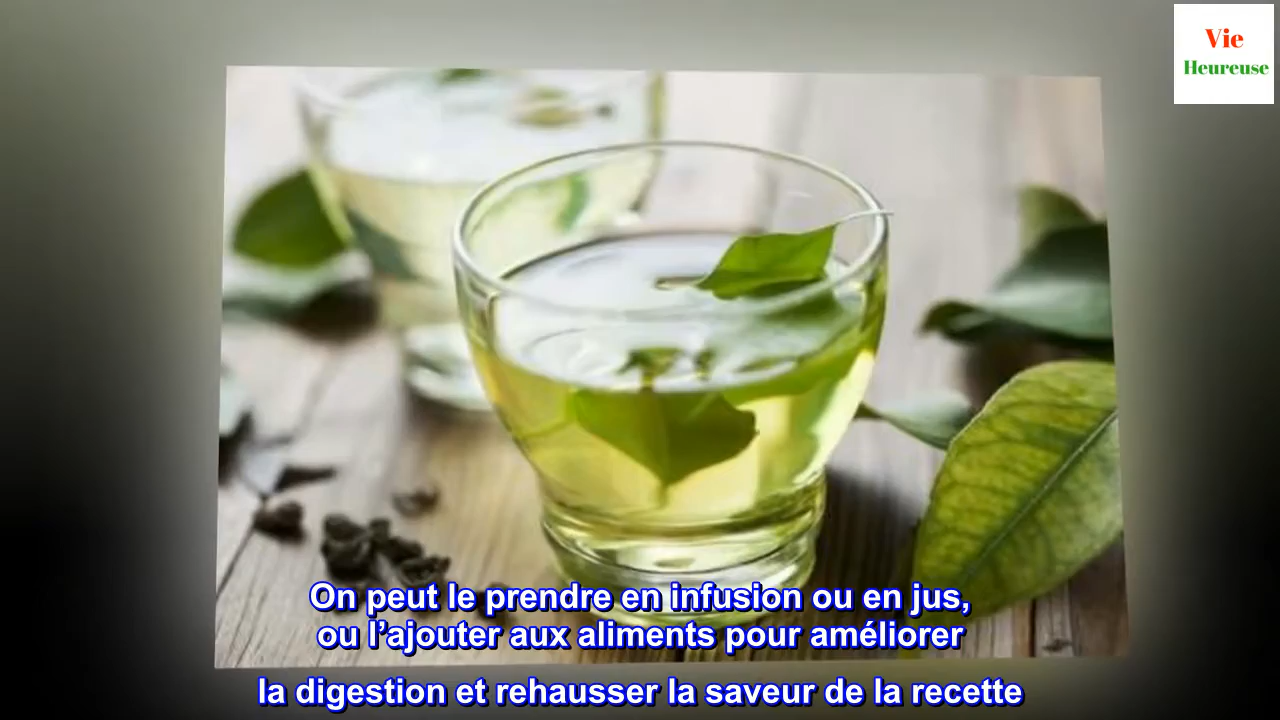 Vie
Heureuse
On peut le prendre en infusion ou en jus,
ou l’ajouter aux aliments pour améliorer
la digestion et rehausser la saveur de la recette